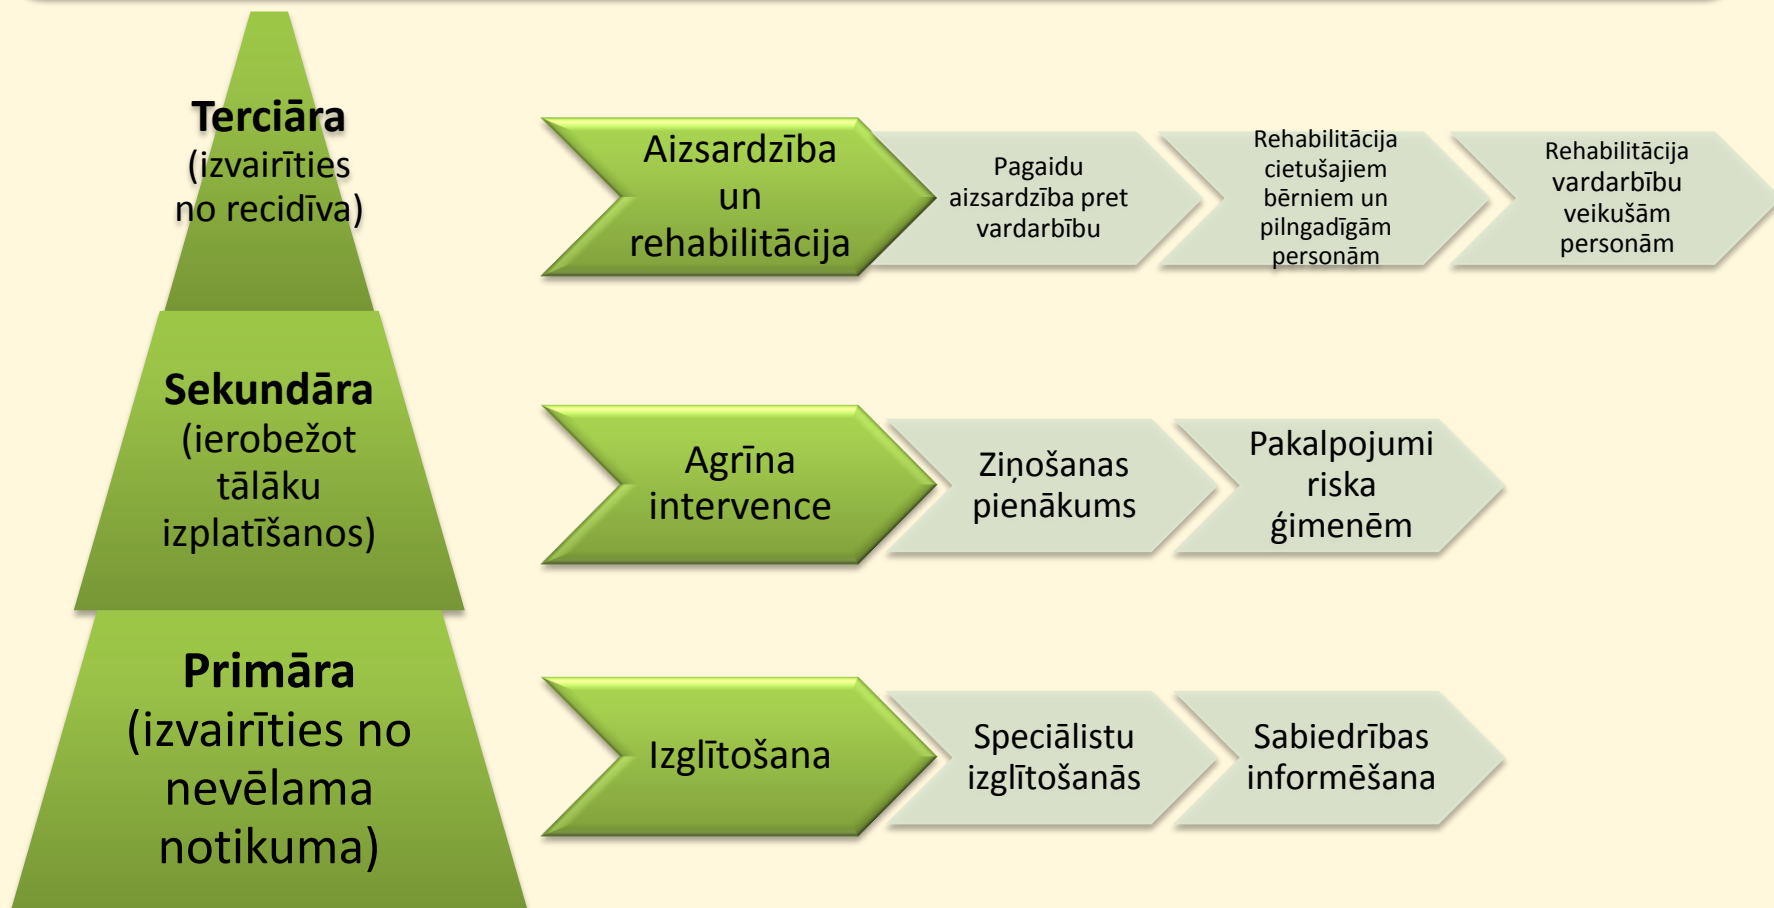 Terciāra
(izvairīties
no recidīva)
Aizsardzība
un
rehabilitācija
Pagaidu
aizsardzība pret
vardarbību
Rehabilitācija
cietušajiem
bērniem un
pilngadīgām
personām
Rehabilitācija
vardarbību
veikušām
personām
Sekundāra
(ierobežot
tālāku
izplatīšanos)
Agrīna
intervence
Ziņošanas
pienākums
Pakalpojumi
riska
ģimenēm
Primāra
(izvairīties no
nevēlama
notikuma)
Izglītošana
Speciālistu
izglītošanās
Sabiedrības
informēšana